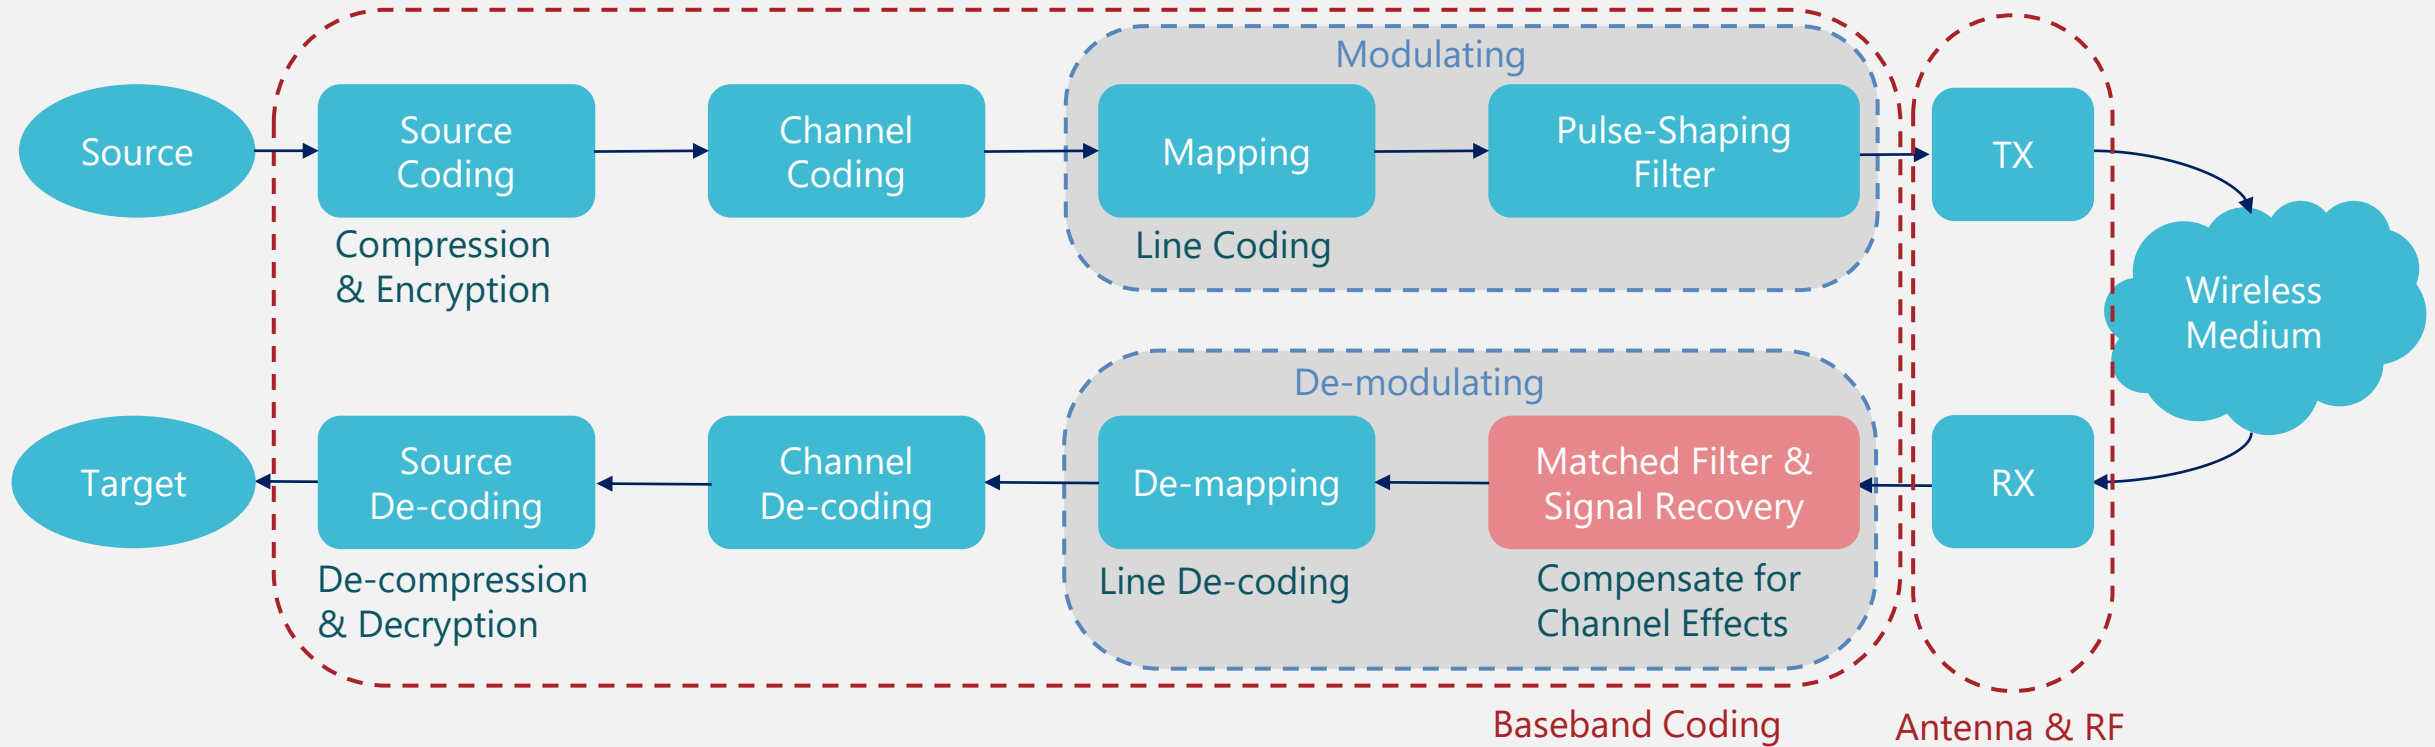 Modulating
Source
Source
Coding
Channel
Coding
Mapping
Pulse-Shaping
Filter
TX
Compression
& Encryption
Line Coding
Wireless
Medium
De-modulating
Target
Source
De-coding
Channel
De-coding
De-mapping
Matched Filter &
Signal Recovery
RX
De-compression
& Decryption
Line De-coding
Compensate for
Channel Effects
Baseband Coding
Antenna & RF